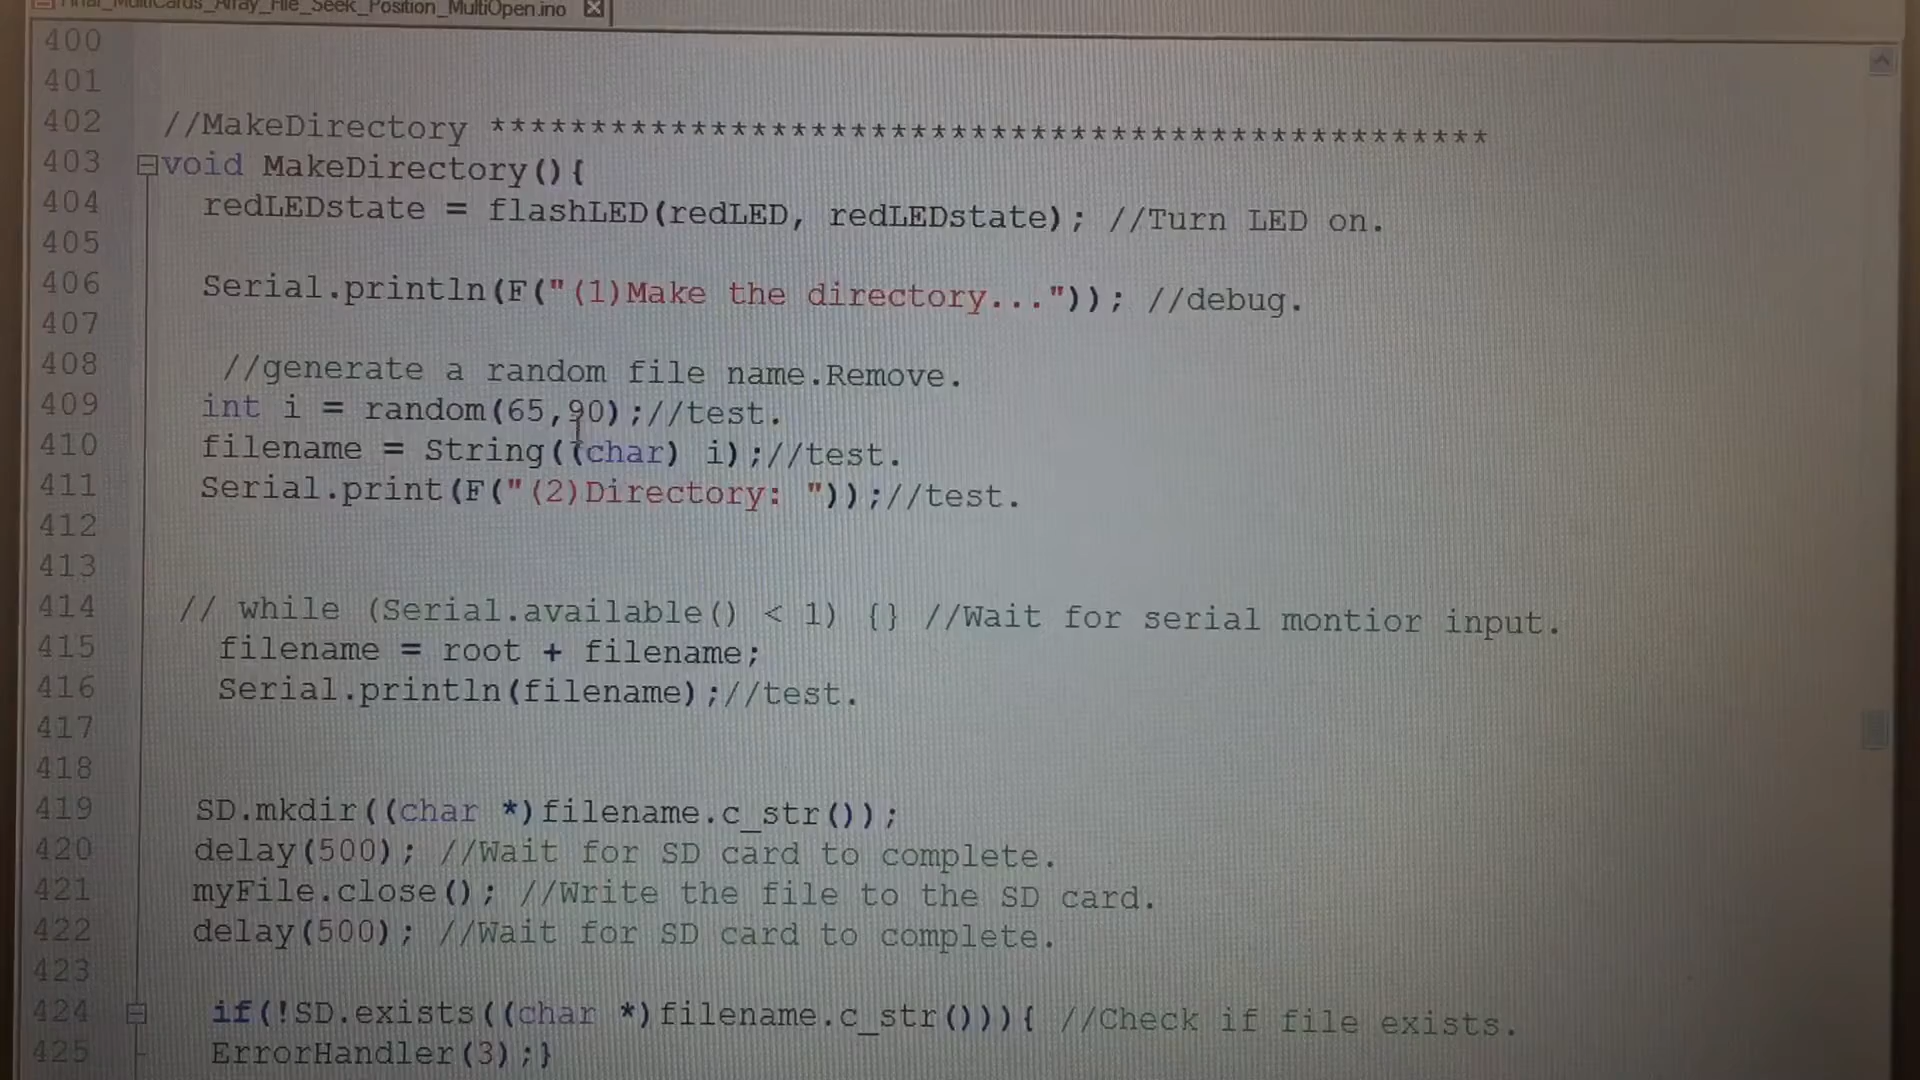 Final_MultiCards_Array_File_Seek_Position_MultiOpen.ino
400
401
402 //MakeDirectory **************************************************
403 void MakeDirectory(){
404 redLEDstate = flashLED(redLED, redLEDstate); //Turn LED on.
405
406 Serial.println(F("(1)Make the directory...")); //debug.
407
408 //generate a random file name.Remove.
409 int i = random(65,90);//test.
410 filename = String((char) i);//test.
411 Serial.print(F("(2)Directory: "));//test.
412
413
414 // while (Serial.available() < 1) {} //Wait for serial montior input.
415 filename = root + filename;
416 Serial.println(filename);//test.
417
418
419 SD.mkdir((char *)filename.c_str());
420 delay(500); //Wait for SD card to complete.
421 myFile.close(); //Write the file to the SD card.
422 delay(500); //Wait for SD card to complete.
423
424 if(!SD.exists((char *)filename.c_str())){ //Check if file exists.
425 ErrorHandler(3);}